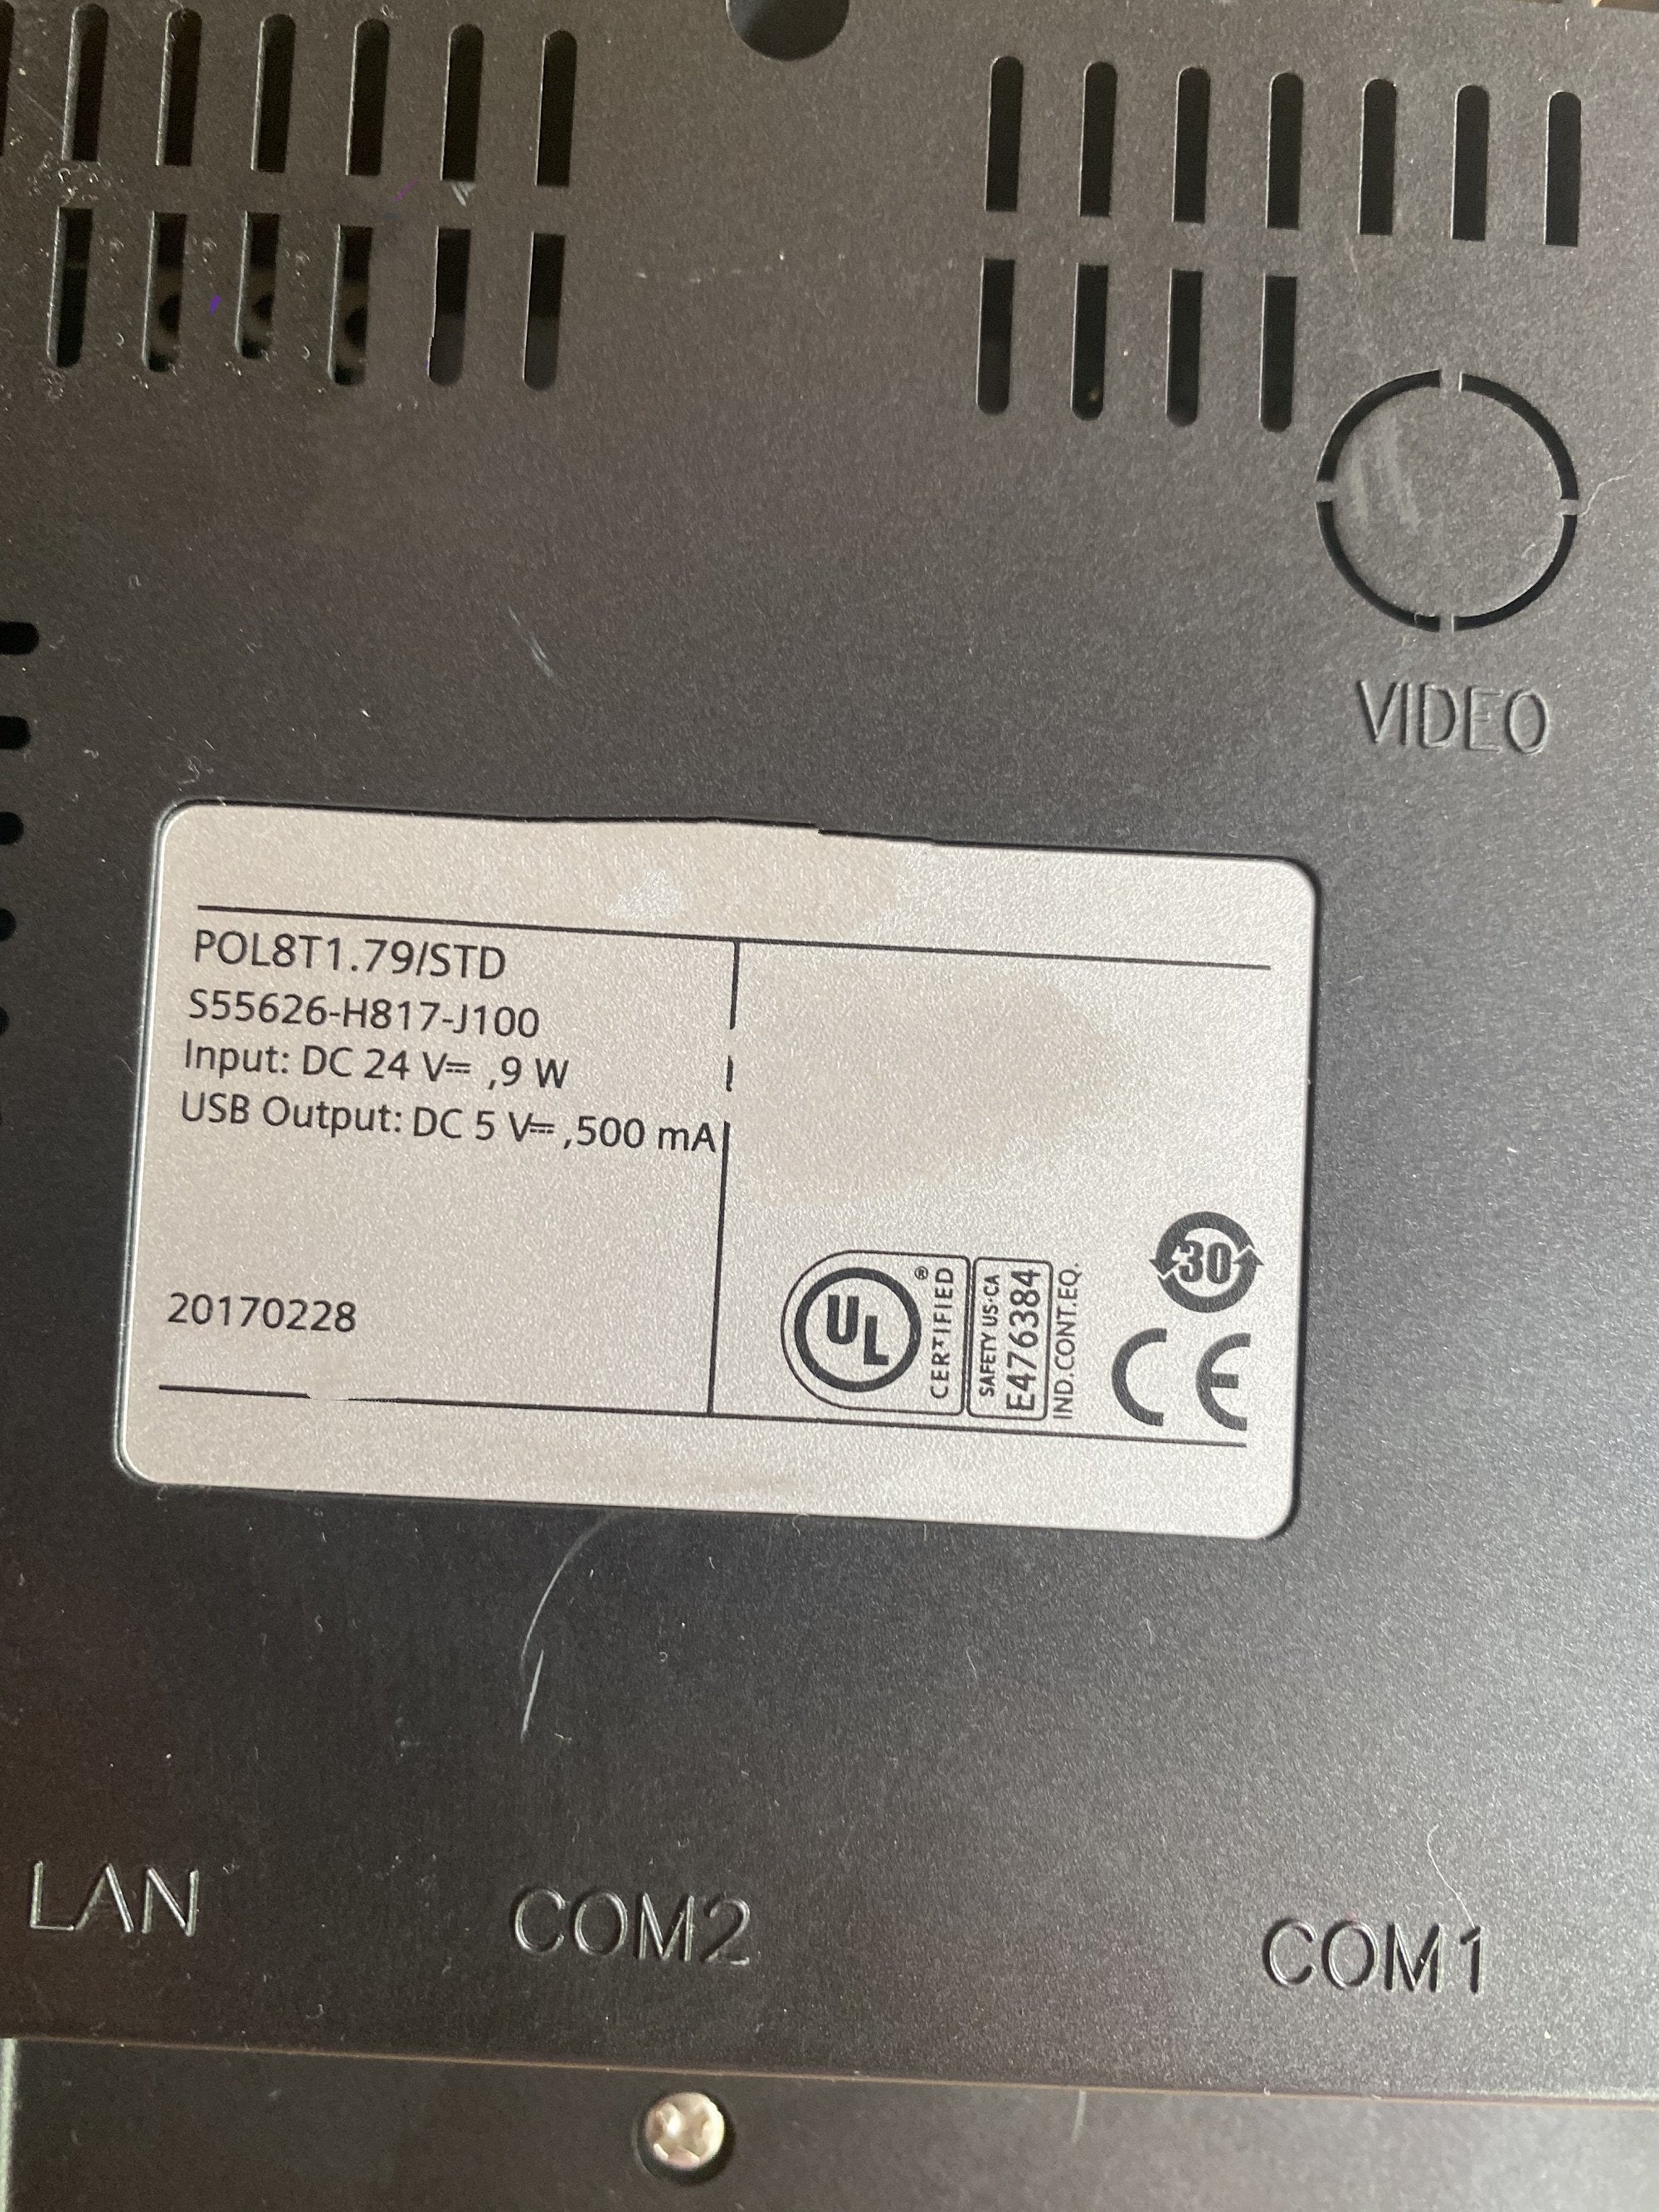 VIDEO
POL8T1.79/STD
S55626-H817-J100
Input: DC 24 V⎓ ,9 W
USB Output: DC 5 V⎓ ,500 mA
20170228
UL
®
CERTIFIED
SAFETY US·CA
E476384
IND.CONT.EQ.
30
CE
LAN
COM2
COM1